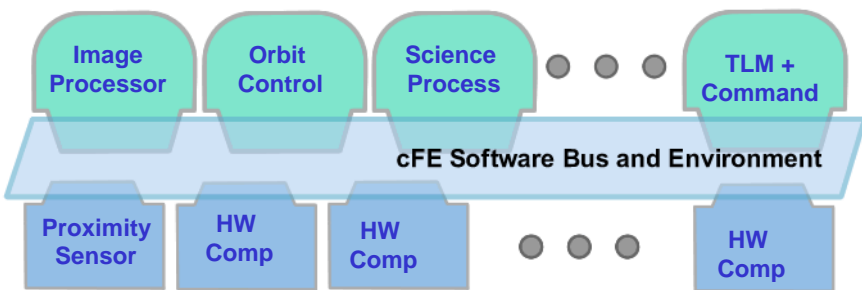 Image
Processor
Orbit
Control
Science
Process
TLM +
Command
cFE Software Bus and Environment
Proximity
Sensor
HW
Comp
HW
Comp
HW
Comp